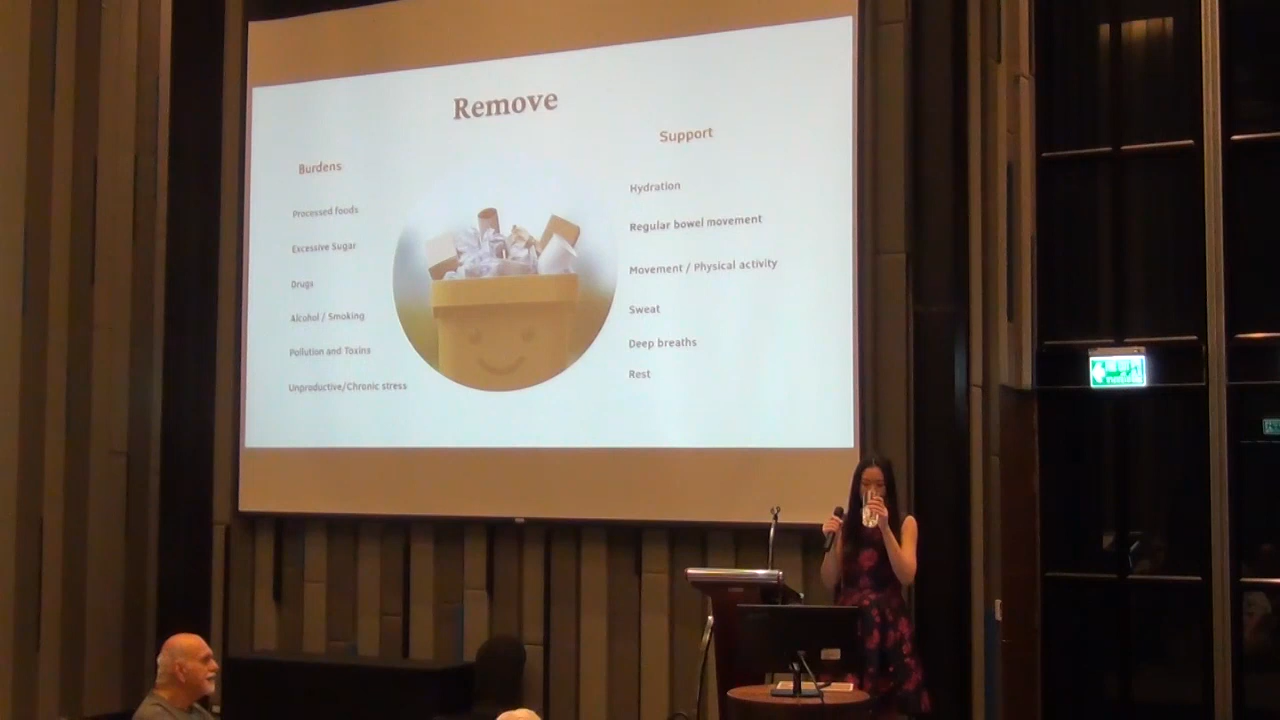 Remove
Burdens
Processed foods
Excessive Sugar
Drugs
Alcohol / Smoking
Pollution and Toxins
Unproductive/Chronic stress
Support
Hydration
Regular bowel movement
Movement / Physical activity
Sweat
Deep breaths
Rest